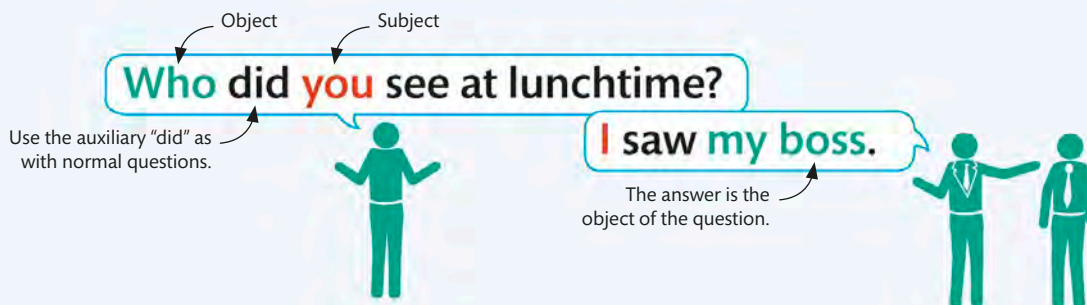 Object
Subject
Who did you see at lunchtime?
Use the auxiliary “did” as
with normal questions.
I saw my boss.
The answer is the
object of the question.